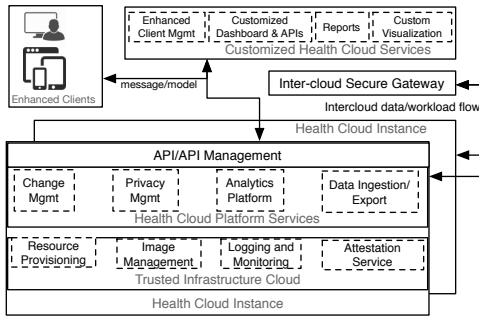 Enhanced
Client Mgmt
Customized
Dashboard & APIs
Reports
Custom
Visualization
Customized Health Cloud Services
Enhanced Clients
message/model
Inter-cloud Secure Gateway
Intercloud data/workload flow
Health Cloud Instance
API/API Management
Change
Mgmt
Privacy
Mgmt
Analytics
Platform
Data Ingestion/
Export
Health Cloud Platform Services
Resource
Provisioning
Image
Management
Logging and
Monitoring
Attestation
Service
Trusted Infrastructure Cloud
Health Cloud Instance